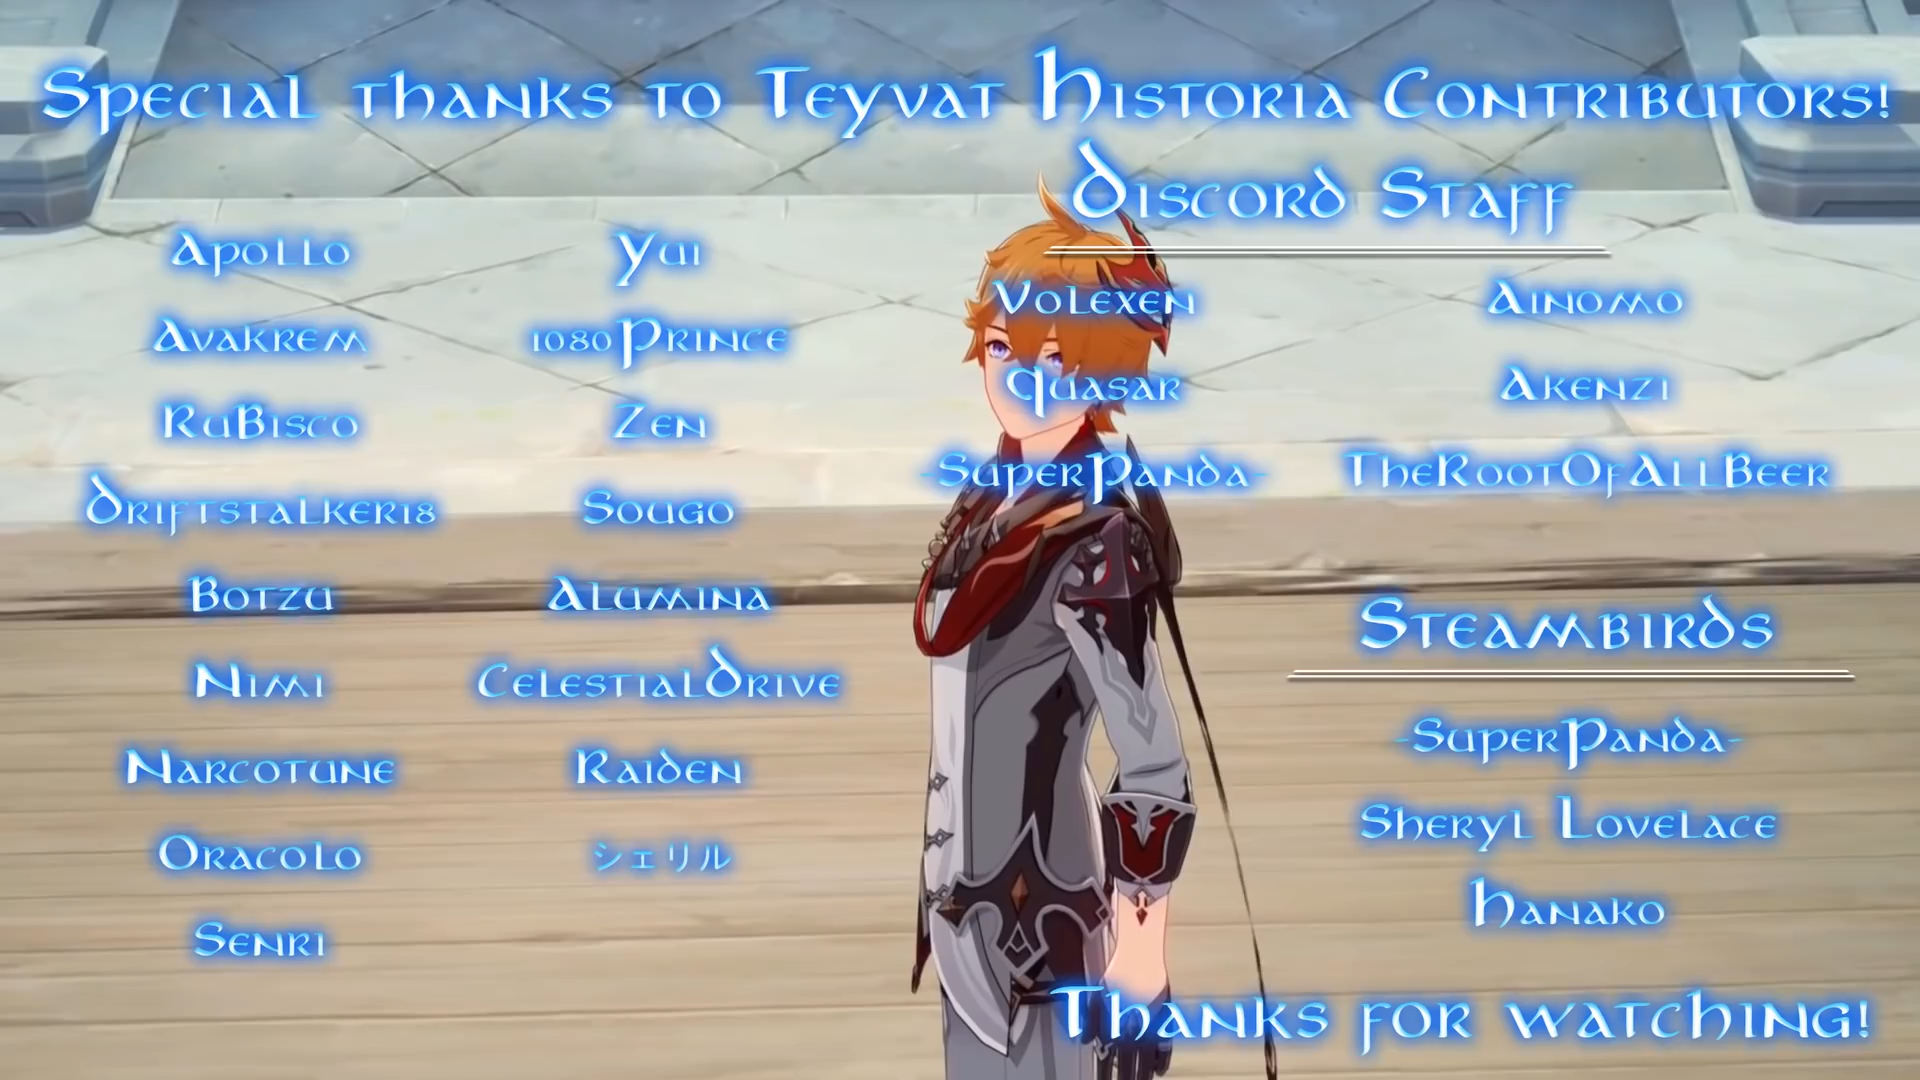 Special thanks to Teyvat Historia Contributors!
Apollo
Avakrem
RuBisco
Driftstalker18
Botzu
Nimi
Narcotune
Oracolo
Senri
Yui
1080Prince
Zen
Sougo
Alumina
CelestialDrive
Raiden
シェリル
Discord Staff
Volexen
Quasar
-SuperPanda-
Ainomo
Akenzi
TheRootOfAllBeer
Steambirds
-SuperPanda-
Sheryl Lovelace
Hanako
Thanks for watching!